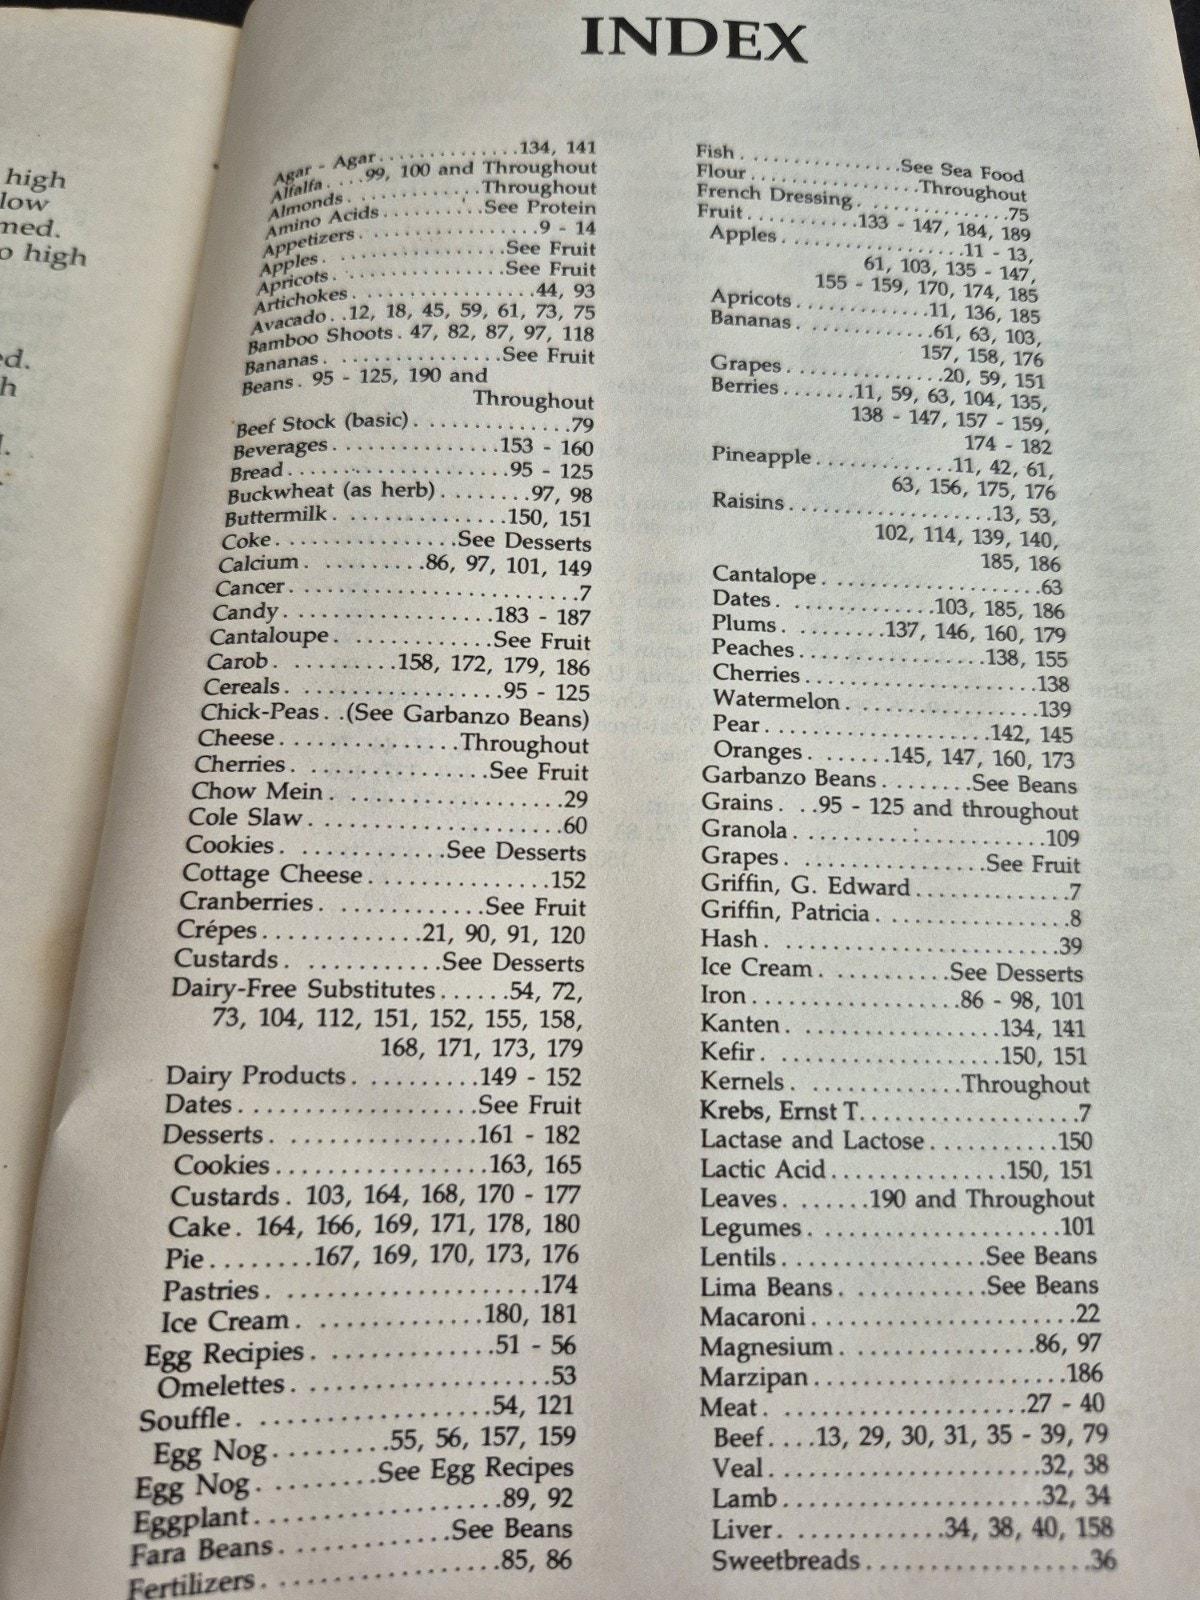 high
low
med.
o high
ed.
h
l.
INDEX
Agar - Agar..............134, 141
Alfalfa....99, 100 and Throughout
Almonds..............Throughout
Amino Acids..........See Protein
Appetizers..................9 - 14
Apples...................See Fruit
Apricots.................See Fruit
Artichokes.................44, 93
Avacado..12, 18, 45, 59, 61, 73, 75
Bamboo Shoots. 47, 82, 87, 97, 118
Bananas. ...............See Fruit
Beans. 95 - 125, 190 and
Throughout
Beef Stock (basic)..............79
Beverages...............153 - 160
Bread....................95 - 125
Buckwheat (as herb)........97, 98
Buttermilk...............150, 151
Coke................See Desserts
Calcium..........86, 97, 101, 149
Cancer.........................7
Candy...................183 - 187
Cantaloupe. ............See Fruit
Carob. .........158, 172, 179, 186
Cereals...................95 - 125
Chick-Peas..(See Garbanzo Beans)
Cheese................Throughout
Cherries. ...............See Fruit
Chow Mein.....................29
Cole Slaw......................60
Cookies. ............See Desserts
Cottage Cheese...............152
Cranberries. ............See Fruit
Crépes.............21, 90, 91, 120
Custards. ...........See Desserts
Dairy-Free Substitutes......54, 72,
73, 104, 112, 151, 152, 155, 158,
168, 171, 173, 179
Dairy Products..........149 - 152
Dates....................See Fruit
Desserts. ................161 - 182
Cookies..................163, 165
Custards. 103, 164, 168, 170 - 177
Cake. 164, 166, 169, 171, 178, 180
Pie........167, 169, 170, 173, 176
Pastries. .....................174
Ice Cream. .............180, 181
Egg Recipies. .............51 - 56
Omelettes.....................53
Souffle. ...................54, 121
Egg Nog.........55, 56, 157, 159
Egg Nog. .......See Egg Recipes
Eggplant...................89, 92
Fara Beans.............See Beans
Fertilizers..................85, 86
Fish................See Sea Food
Flour................Throughout
French Dressing..............75
Fruit.........133 - 147, 184, 189
Apples................11 - 13,
61, 103, 135 - 147,
155 - 159, 170, 174, 185
Apricots...........11, 136, 185
Bananas............61, 63, 103,
157, 158, 176
Grapes..............20, 59, 151
Berries.......11, 59, 63, 104, 135,
138 - 147, 157 - 159,
174 - 182
Pineapple............11, 42, 61,
63, 156, 175, 176
Raisins..................13, 53,
102, 114, 139, 140,
185, 186
Cantalope....................63
Dates. .............103, 185, 186
Plums. ........137, 146, 160, 179
Peaches.................138, 155
Cherries.....................138
Watermelon.................139
Pear.....................142, 145
Oranges. ......145, 147, 160, 173
Garbanzo Beans........See Beans
Grains. ..95 - 125 and throughout
Granola......................109
Grapes. ................See Fruit
Griffin, G. Edward..............7
Griffin, Patricia................8
Hash. ........................39
Ice Cream. .........See Desserts
Iron..................86 - 98, 101
Kanten. ................134, 141
Kefir. ...................150, 151
Kernels. .............Throughout
Krebs, Ernst T....................7
Lactase and Lactose...........150
Lactic Acid..............150, 151
Leaves. ......190 and Throughout
Legumes.....................101
Lentils..................See Beans
Lima Beans. ...........See Beans
Macaroni......................22
Magnesium................86, 97
Marzipan....................186
Meat. .....................27 - 40
Beef....13, 29, 30, 31, 35 - 39, 79
Veal......................32, 38
Lamb.....................32, 34
Liver. ............34, 38, 40, 158
Sweetbreads..................36